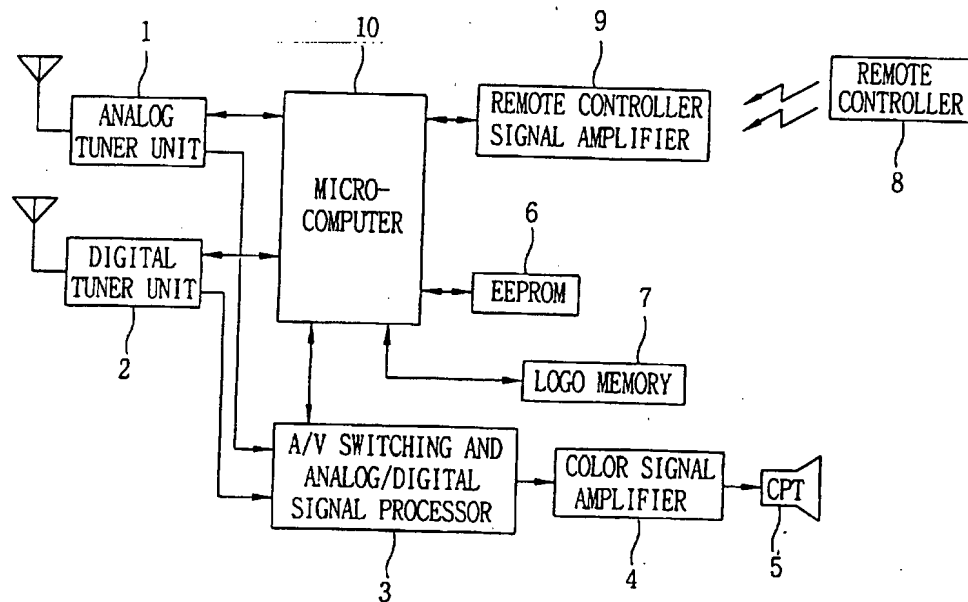 1
10
9
ANALOG
TUNER UNIT
MICRO-
COMPUTER
REMOTE CONTROLLER
SIGNAL AMPLIFIER
REMOTE
CONTROLLER
8
DIGITAL
TUNER UNIT
2
6
EEPROM
7
LOGO MEMORY
A/V SWITCHING AND
ANALOG/DIGITAL
SIGNAL PROCESSOR
3
COLOR SIGNAL
AMPLIFIER
4
CPT
5